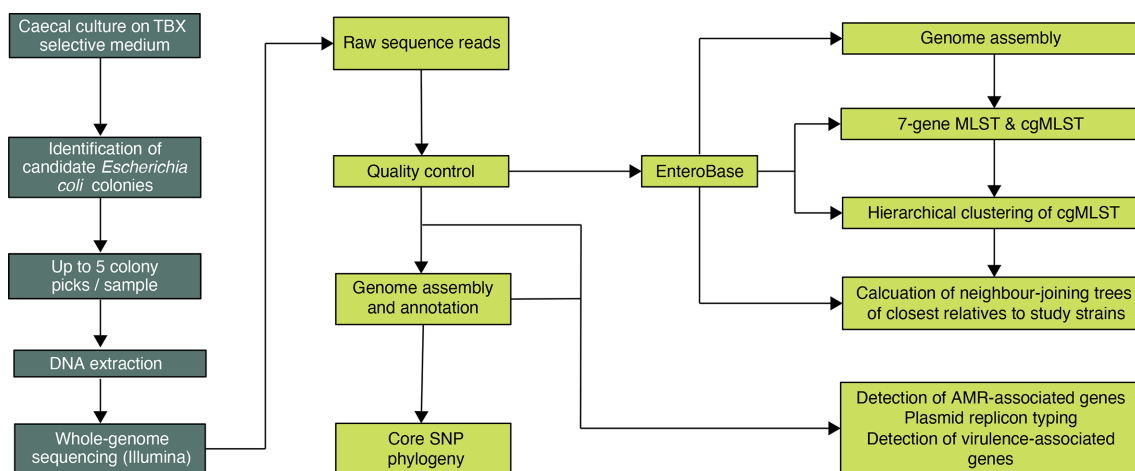 Caecal culture on TBX
selective medium
Identification of
candidate Escherichia
coli colonies
Up to 5 colony
picks / sample
DNA extraction
Whole-genome
sequencing (Illumina)
Raw sequence reads
Quality control
Genome assembly
and annotation
Core SNP
phylogeny
EnteroBase
Genome assembly
7-gene MLST & cgMLST
Hierarchical clustering of cgMLST
Calcuation of neighbour-joining trees
of closest relatives to study strains
Detection of AMR-associated genes
Plasmid replicon typing
Detection of virulence-associated
genes